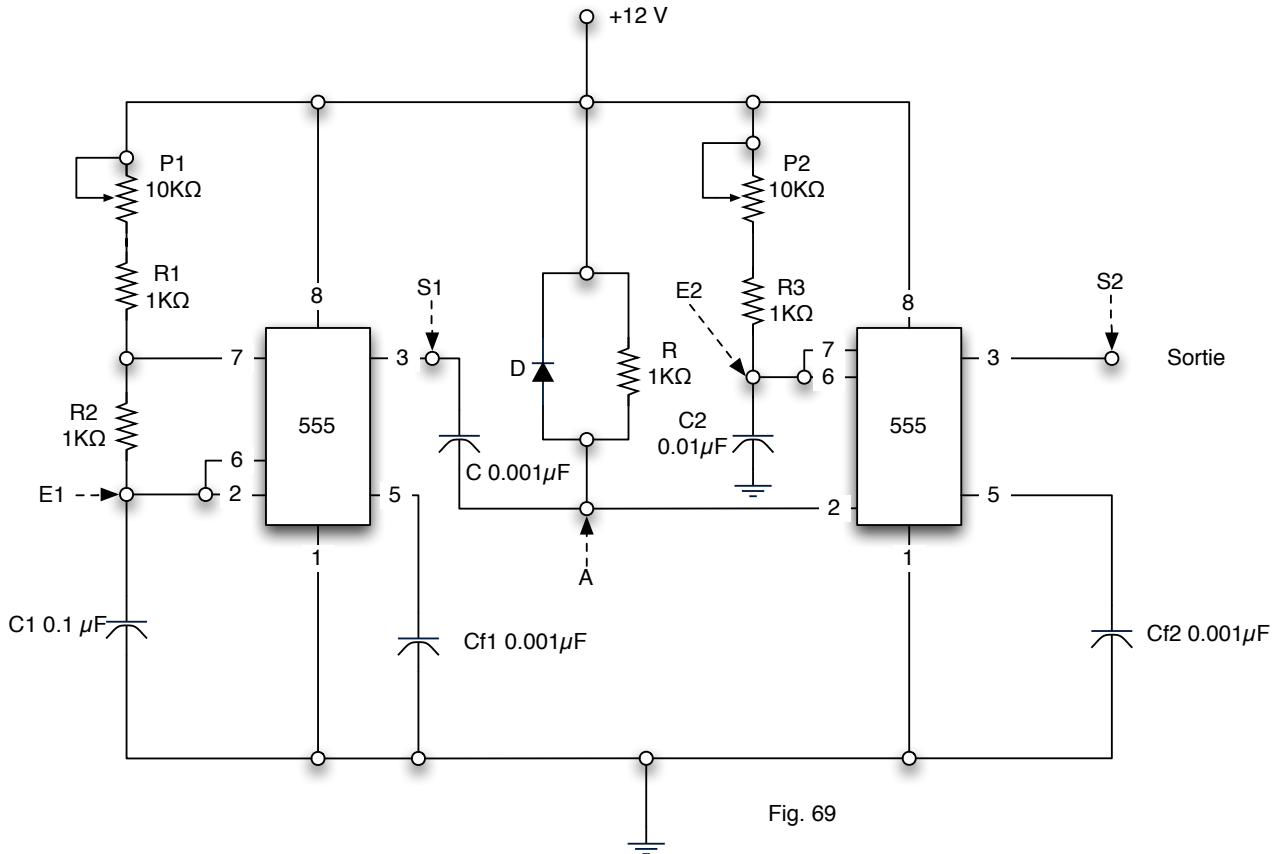 +12 V
P1
10KΩ
P2
10KΩ
R1
1KΩ
8
S1
E2
R3
1KΩ
8
S2
7
3
D
R
1KΩ
7
6
3
Sortie
R2
1KΩ
555
C2
0.01µF
555
6
C 0.001µF
E1
2
5
2
5
1
A
1
C1 0.1 µF
Cf1 0.001µF
Cf2 0.001µF
Fig. 69